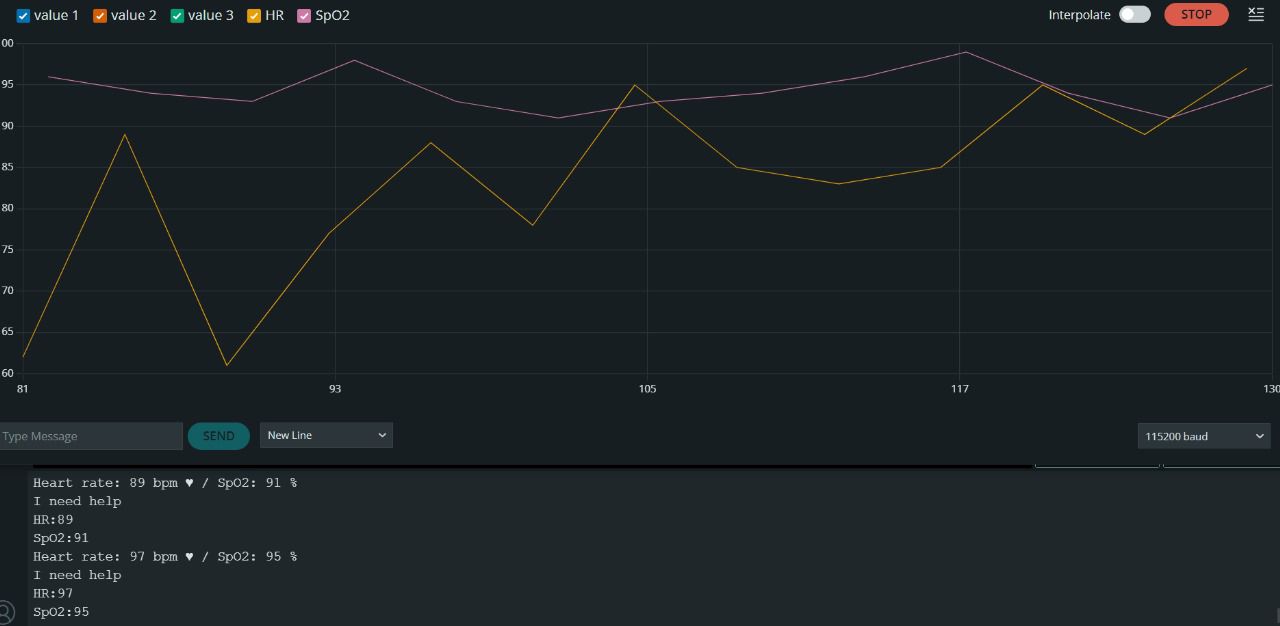 value 1 value 2 value 3 HR SpO2 Interpolate STOP
00
95
90
85
80
75
70
65
60
81 93 105 117 130
Type Message SEND New Line 115200 baud
Heart rate: 89 bpm ♥ / SpO2: 91 %
I need help
HR:89
SpO2:91
Heart rate: 97 bpm ♥ / SpO2: 95 %
I need help
HR:97
SpO2:95